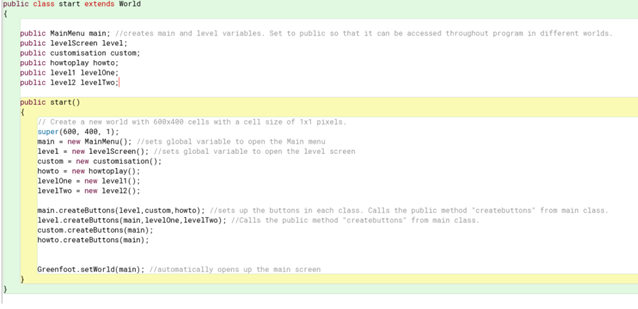 public class start extends World
{
public MainMenu main; //creates main and level variables. Set to public so that it can be accessed throughout program in different worlds.
public levelScreen level;
public customisation custom;
public howtoplay howto;
public level1 levelOne;
public level2 levelTwo;
public start()
{
// Create a new world with 600x400 cells with a cell size of 1x1 pixels.
super(600, 400, 1);
main = new MainMenu(); //sets global variable to open the Main menu
level = new levelScreen(); //sets global variable to open the level screen
custom = new customisation();
howto = new howtoplay();
levelOne = new level1();
levelTwo = new level2();
main.createButtons(level,custom,howto); //sets up the buttons in each class. Calls the public method "createbuttons" from main class.
level.createButtons(main,levelOne,levelTwo); //Calls the public method "createbuttons" from main class.
custom.createButtons(main);
howto.createButtons(main);
Greenfoot.setWorld(main); //automatically opens up the main screen
}
}